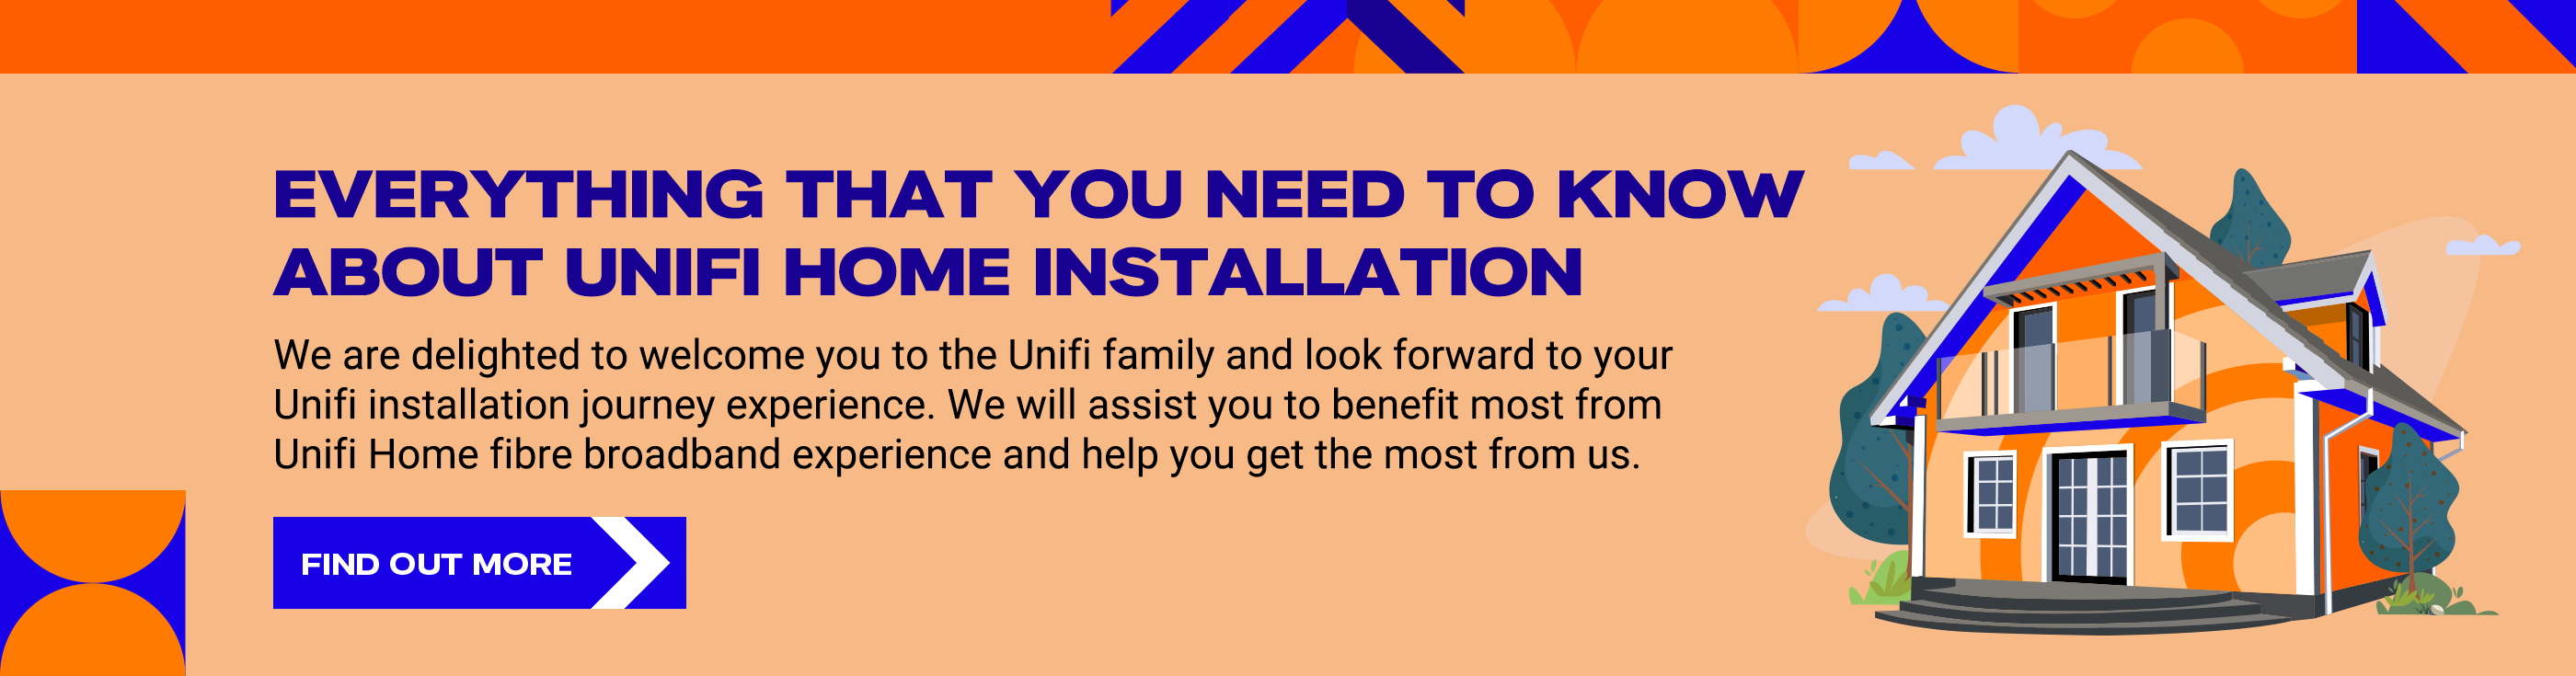 EVERYTHING THAT YOU NEED TO KNOW
ABOUT UNIFI HOME INSTALLATION
We are delighted to welcome you to the Unifi family and look forward to your
Unifi installation journey experience. We will assist you to benefit most from
Unifi Home fibre broadband experience and help you get the most from us.
FIND OUT MORE